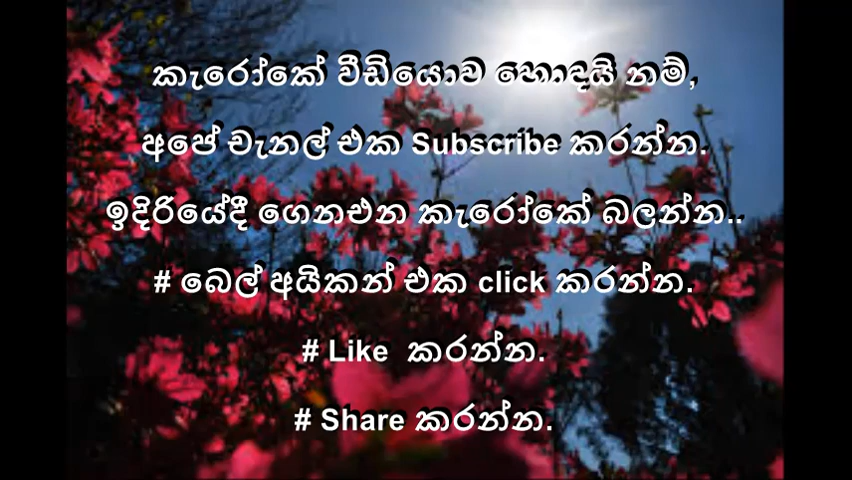 කැරෝකේ වීඩියොව හොඳයි නම්,
අපේ චැනල් එක Subscribe කරන්න.
ඉදිරියේදී ගෙනඑන කැරෝකේ බලන්න..
# බෙල් අයිකන් එක click කරන්න.
# Like කරන්න.
# Share කරන්න.